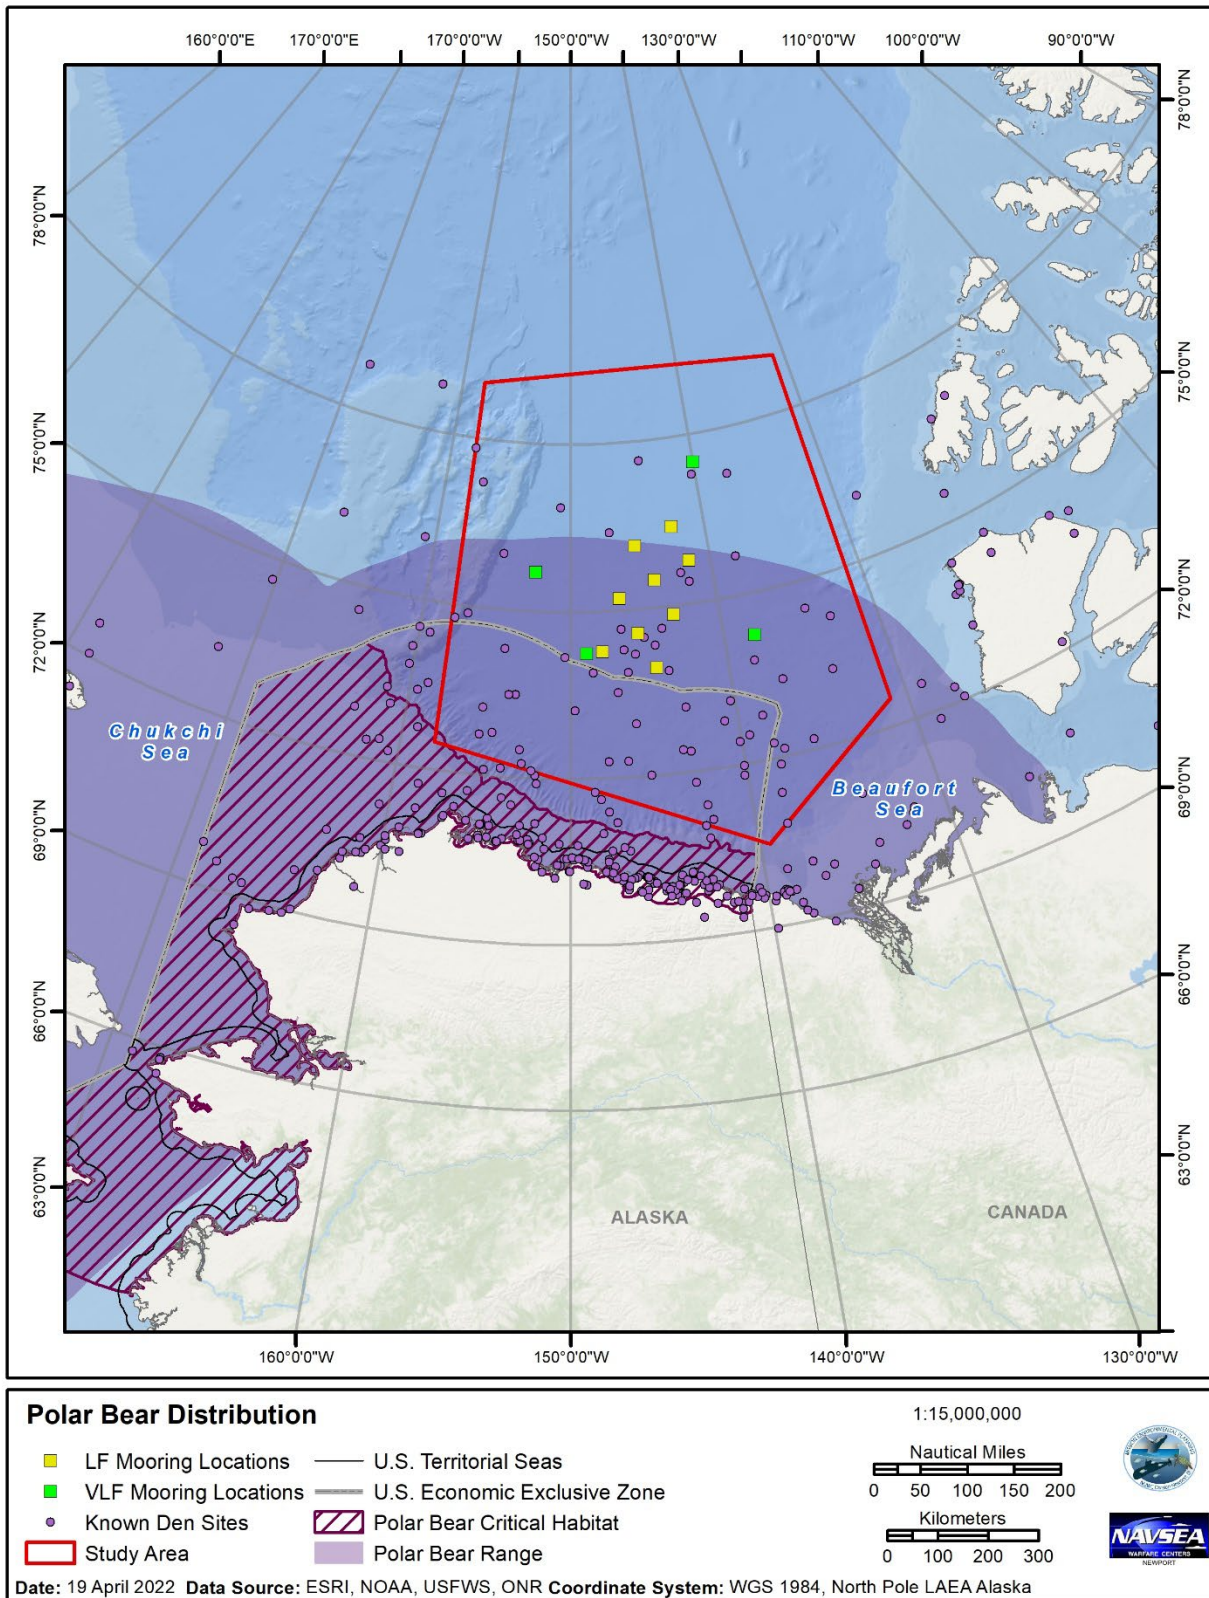 160°0'0"E 170°0'0"E 170°0'0"W 150°0'0"W 130°0'0"W 110°0'0"W 100°0'0"W 90°0'0"W
78°0'0"N 78°0'0"N
75°0'0"N 75°0'0"N
72°0'0"N 72°0'0"N
69°0'0"N 69°0'0"N
66°0'0"N 66°0'0"N
63°0'0"N 63°0'0"N
Chukchi
Sea
Beaufort
Sea
ALASKA
CANADA
160°0'0"W 150°0'0"W 140°0'0"W 130°0'0"W
Polar Bear Distribution
LF Mooring Locations
VLF Mooring Locations
Known Den Sites
Study Area
U.S. Territorial Seas
U.S. Economic Exclusive Zone
Polar Bear Critical Habitat
Polar Bear Range
1:15,000,000
Nautical Miles
0 50 100 150 200
Kilometers
0 100 200 300
NAVSEA
WARFARE CENTERS
NEWPORT
Date: 19 April 2022 Data Source: ESRI, NOAA, USFWS, ONR Coordinate System: WGS 1984, North Pole LAEA Alaska